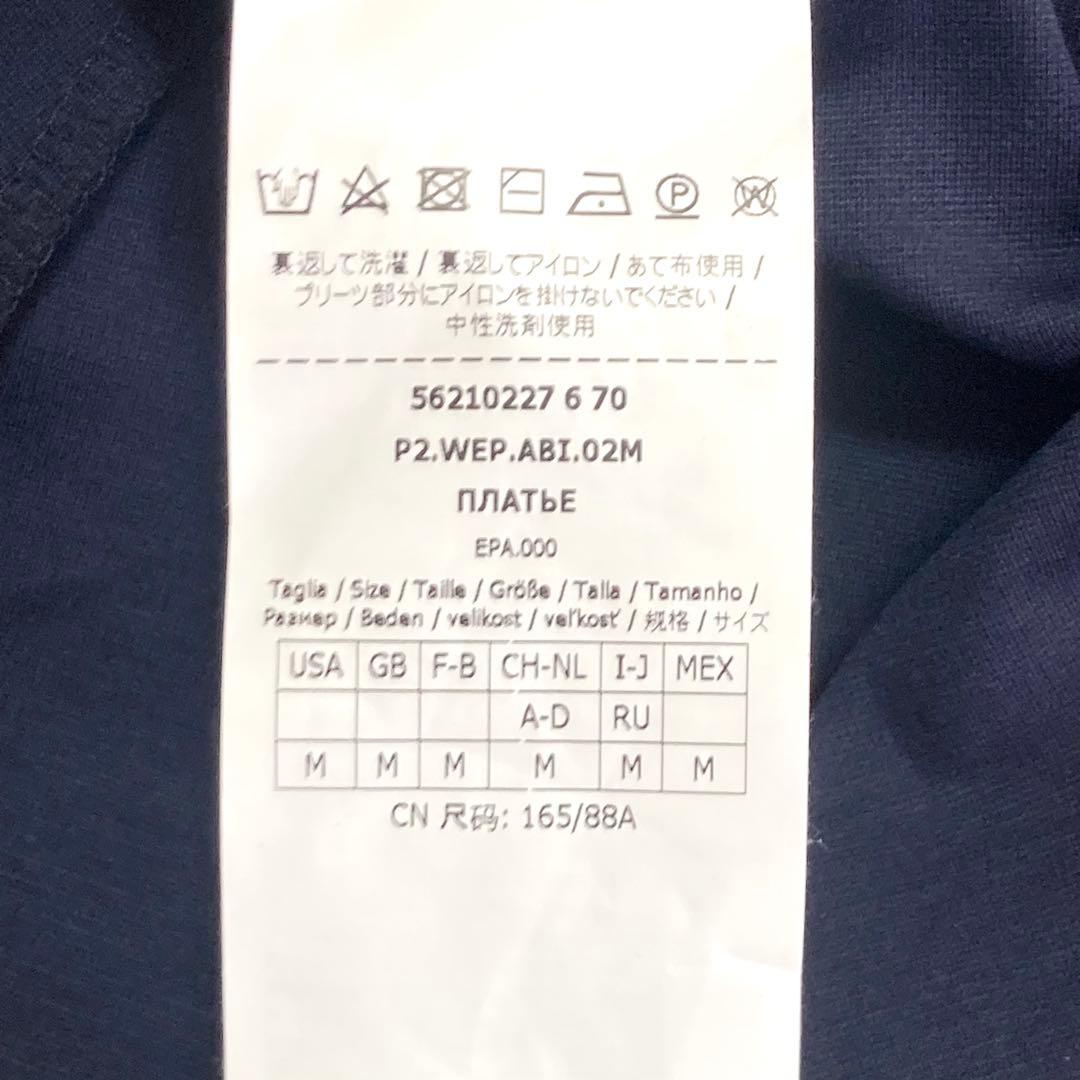 P W
裏返して洗濯 / 裏返してアイロン / あて布使用 /
プリーツ部分にアイロンを掛けないでください /
中性洗剤使用
56210227 6 70
P2.WEP.ABI.02M
ПЛАТЬЕ
EPA.000
Taglia / Size / Taille / Größe / Talla / Tamanho /
Размер / Beden / velikost / veľkosť / 规格 / サイズ
USA GB F-B CH-NL I-J MEX
A-D RU
M M M M M M
CN 尺码: 165/88A